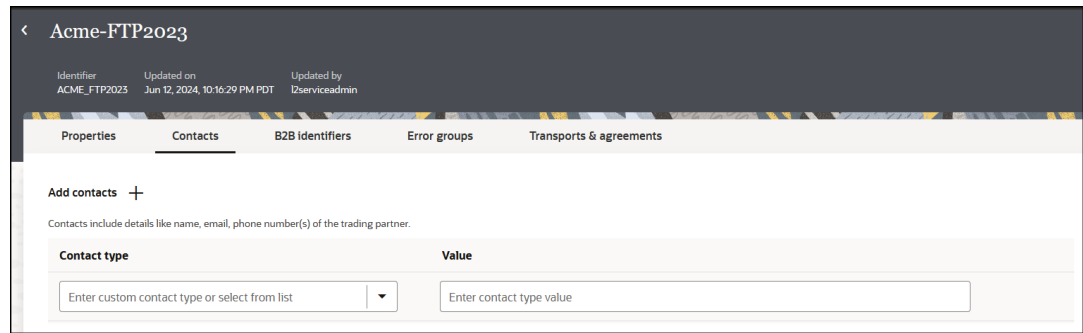 Acme-FTP2023
Identifier Updated on Updated by
ACME_FTP2023 Jun 12, 2024, 10:16:29 PM PDT l2serviceadmin
Properties Contacts B2B identifiers Error groups Transports & agreements
Add contacts
Contacts include details like name, email, phone number(s) of the trading partner.
Contact type Value
Enter custom contact type or select from list Enter contact type value